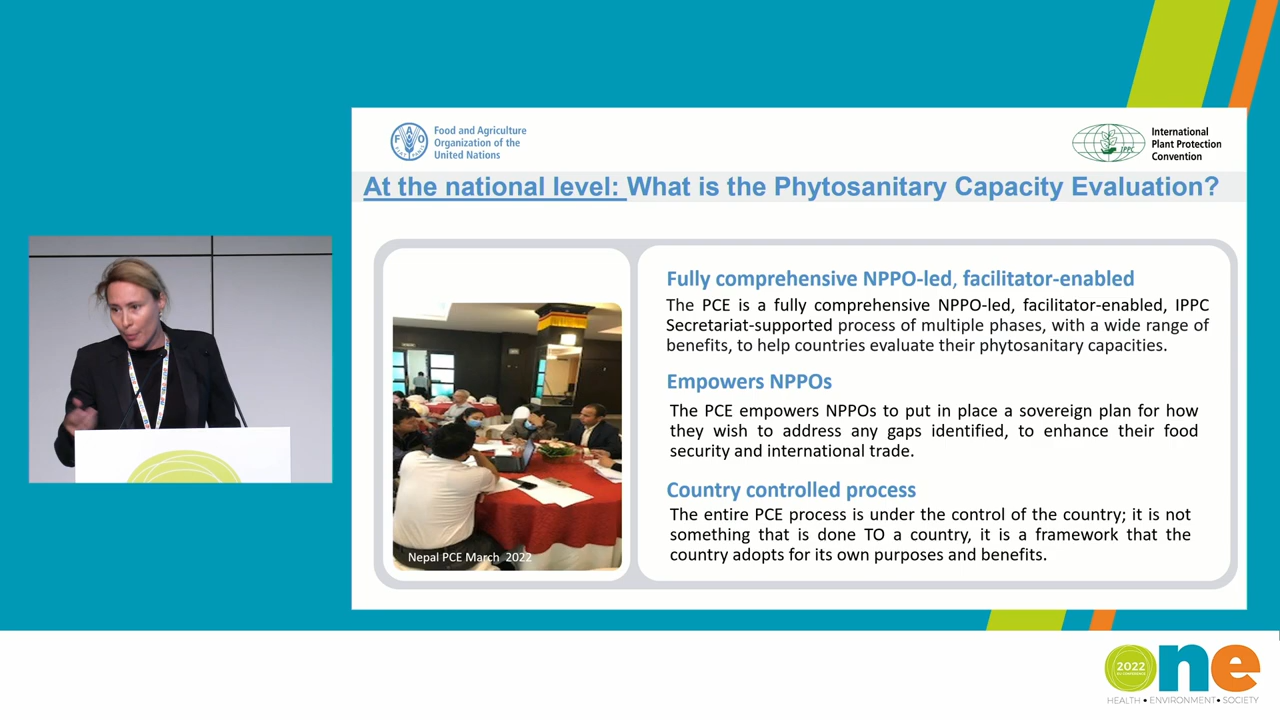 FAO
FIAT PANIS
Food and Agriculture
Organization of the
United Nations
IPPC
International
Plant Protection
Convention
At the national level: What is the Phytosanitary Capacity Evaluation?
Fully comprehensive NPPO-led, facilitator-enabled
The PCE is a fully comprehensive NPPO-led, facilitator-enabled, IPPC
Secretariat-supported process of multiple phases, with a wide range of
benefits, to help countries evaluate their phytosanitary capacities.
Empowers NPPOs
The PCE empowers NPPOs to put in place a sovereign plan for how
they wish to address any gaps identified, to enhance their food
security and international trade.
Country controlled process
The entire PCE process is under the control of the country; it is not
something that is done TO a country, it is a framework that the
country adopts for its own purposes and benefits.
Nepal PCE March 2022
2022
one
HEALTH • ENVIRONMENT • SOCIETY